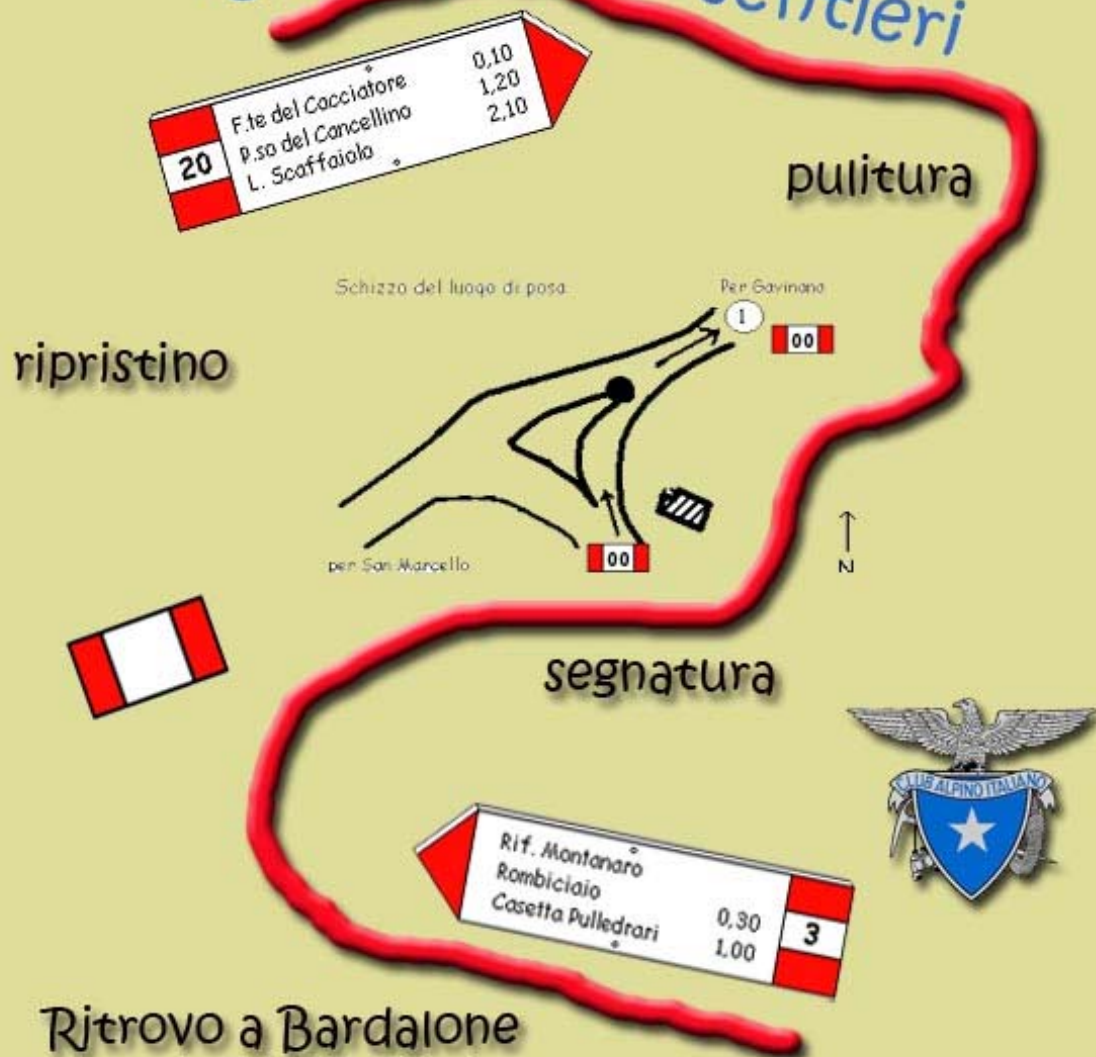 sentieri
F.te del Cacciatore 0,10
P.so del Cancellino 1,20
L. Scaffaiolo 2,10
20
pulitura
Schizzo del luogo di posa
Per Gavinana
1
00
ripristino
per San Marcello
00
N
segnatura
CLUB ALPINO ITALIANO
Rif. Montanaro
Rombiciaio 0,30
Casetta Pulledrari 1,00
3
Ritrovo a Bardalone